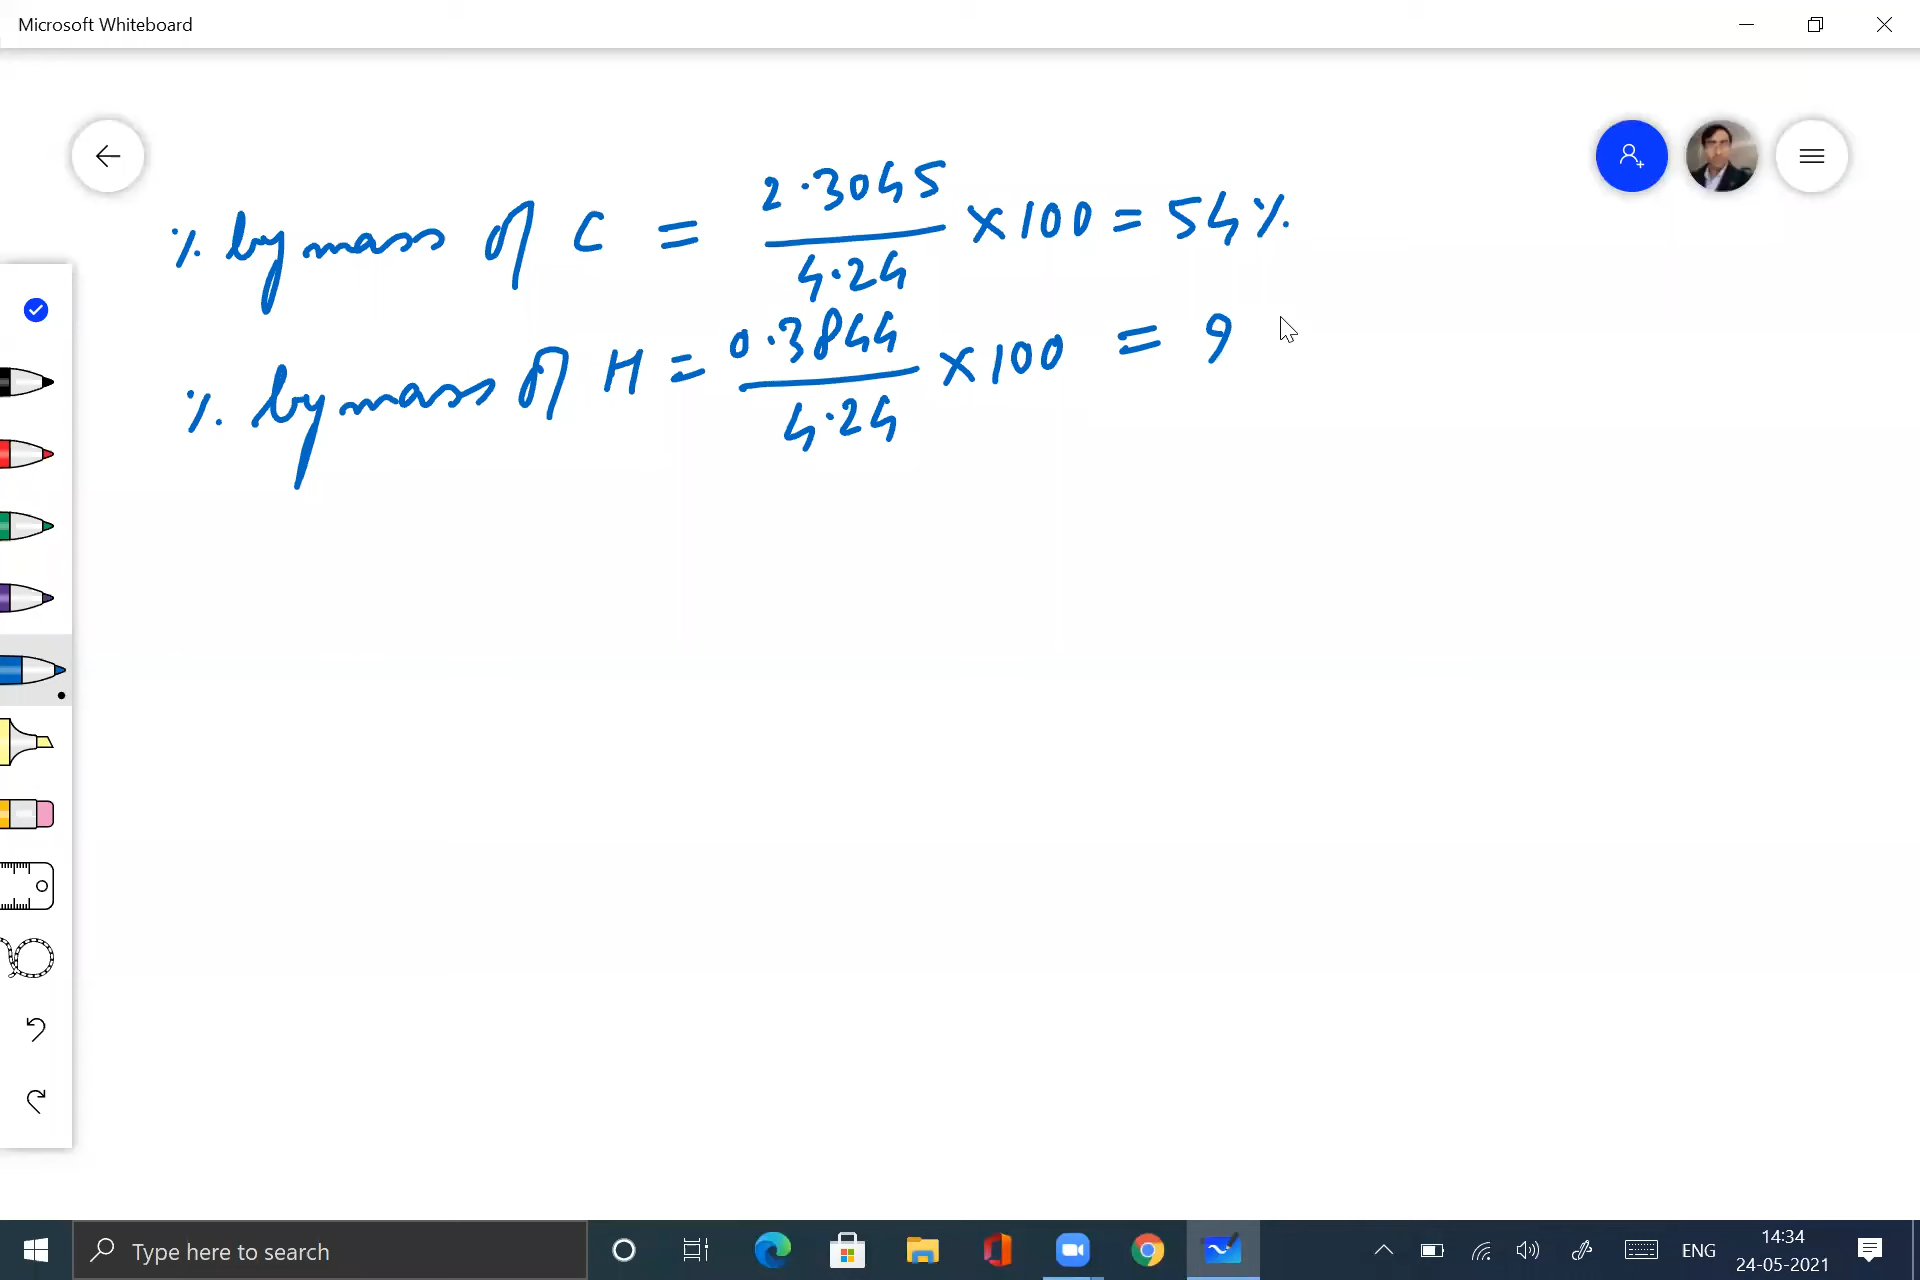 Microsoft Whiteboard
% by mass of C = 2.3045 / 4.24 × 100 = 54%
% by mass of H = 0.3844 / 4.24 × 100 = 9
Type here to search
ENG
14:34
24-05-2021